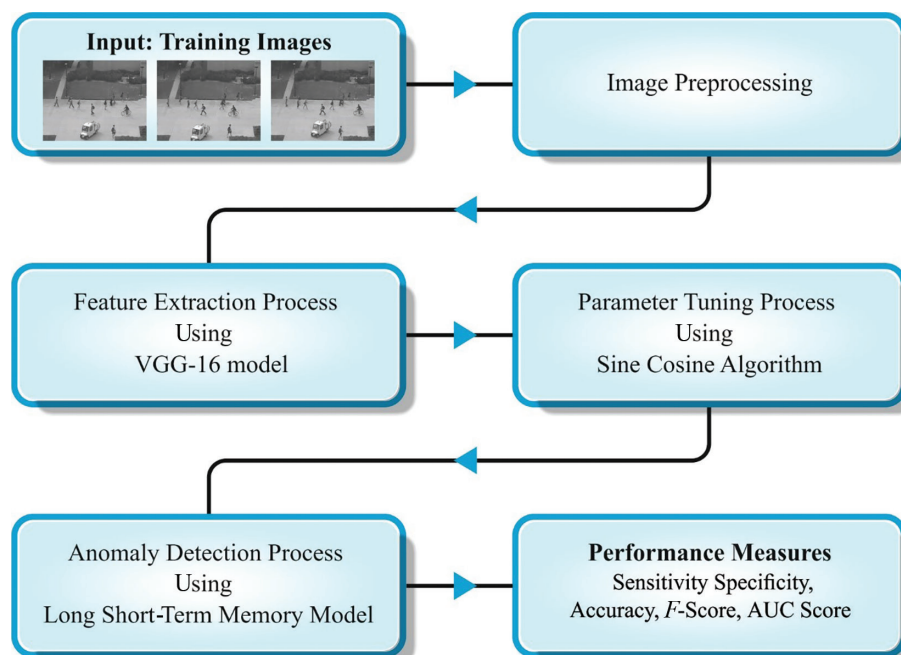 Input: Training Images
Image Preprocessing
Feature Extraction Process
Using
VGG-16 model
Parameter Tuning Process
Using
Sine Cosine Algorithm
Anomaly Detection Process
Using
Long Short-Term Memory Model
Performance Measures
Sensitivity Specificity,
Accuracy, F-Score, AUC Score